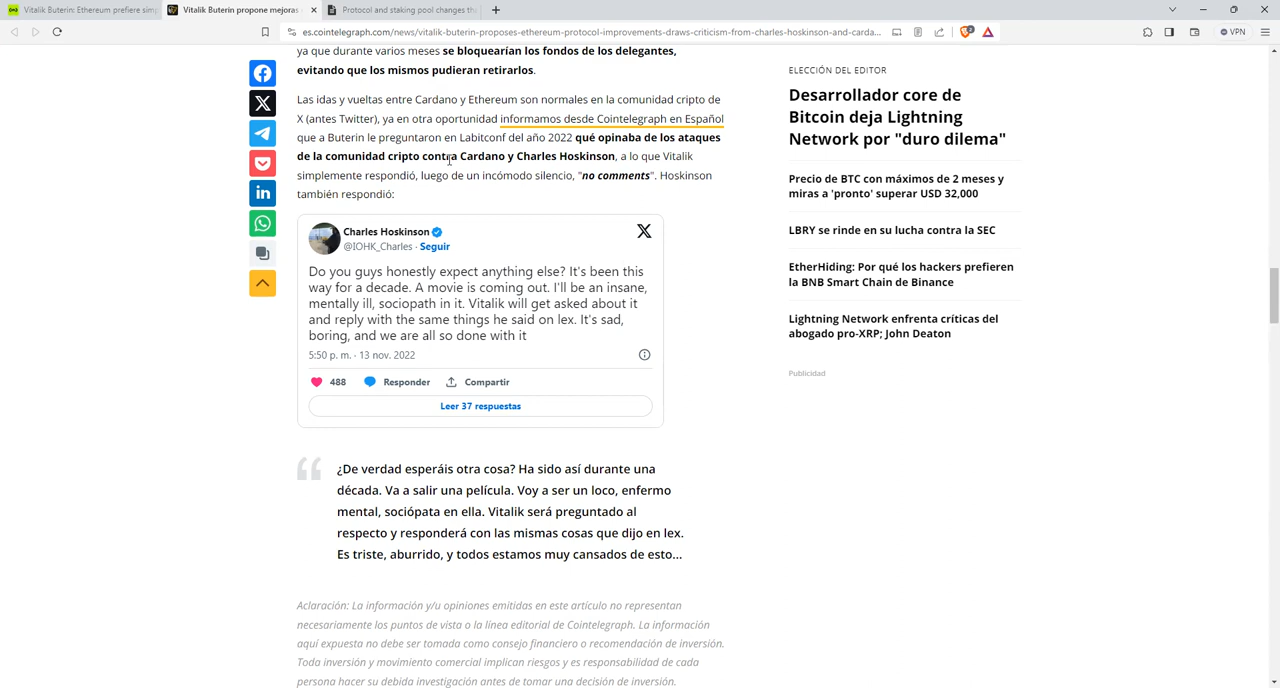 Vitalik Buterin: Ethereum prefiere simp
Vitalik Buterin propone mejoras
Protocol and staking pool changes th
es.cointelegraph.com/news/vitalik-buterin-proposes-ethereum-protocol-improvements-draws-criticism-from-charles-hoskinson-and-carda...
VPN
ya que durante varios meses se bloquearían los fondos de los delegantes,
evitando que los mismos pudieran retirarlos.
Las idas y vueltas entre Cardano y Ethereum son normales en la comunidad cripto de
X (antes Twitter), ya en otra oportunidad informamos desde Cointelegraph en Español
que a Buterin le preguntaron en Labitconf del año 2022 qué opinaba de los ataques
de la comunidad cripto contra Cardano y Charles Hoskinson, a lo que Vitalik
simplemente respondió, luego de un incómodo silencio, "no comments". Hoskinson
también respondió:
Charles Hoskinson
@IOHK_Charles · Seguir
Do you guys honestly expect anything else? It's been this
way for a decade. A movie is coming out. I'll be an insane,
mentally ill, sociopath in it. Vitalik will get asked about it
and reply with the same things he said on lex. It's sad,
boring, and we are all so done with it
5:50 p. m. · 13 nov. 2022
488 Responder Compartir
Leer 37 respuestas
¿De verdad esperáis otra cosa? Ha sido así durante una
década. Va a salir una película. Voy a ser un loco, enfermo
mental, sociópata en ella. Vitalik será preguntado al
respecto y responderá con las mismas cosas que dijo en lex.
Es triste, aburrido, y todos estamos muy cansados de esto...
Aclaración: La información y/u opiniones emitidas en este artículo no representan
necesariamente los puntos de vista o la línea editorial de Cointelegraph. La información
aquí expuesta no debe ser tomada como consejo financiero o recomendación de inversión.
Toda inversión y movimiento comercial implican riesgos y es responsabilidad de cada
persona hacer su debida investigación antes de tomar una decisión de inversión.
ELECCIÓN DEL EDITOR
Desarrollador core de
Bitcoin deja Lightning
Network por "duro dilema"
Precio de BTC con máximos de 2 meses y
miras a 'pronto' superar USD 32,000
LBRY se rinde en su lucha contra la SEC
EtherHiding: Por qué los hackers prefieren
la BNB Smart Chain de Binance
Lightning Network enfrenta críticas del
abogado pro-XRP; John Deaton
Publicidad